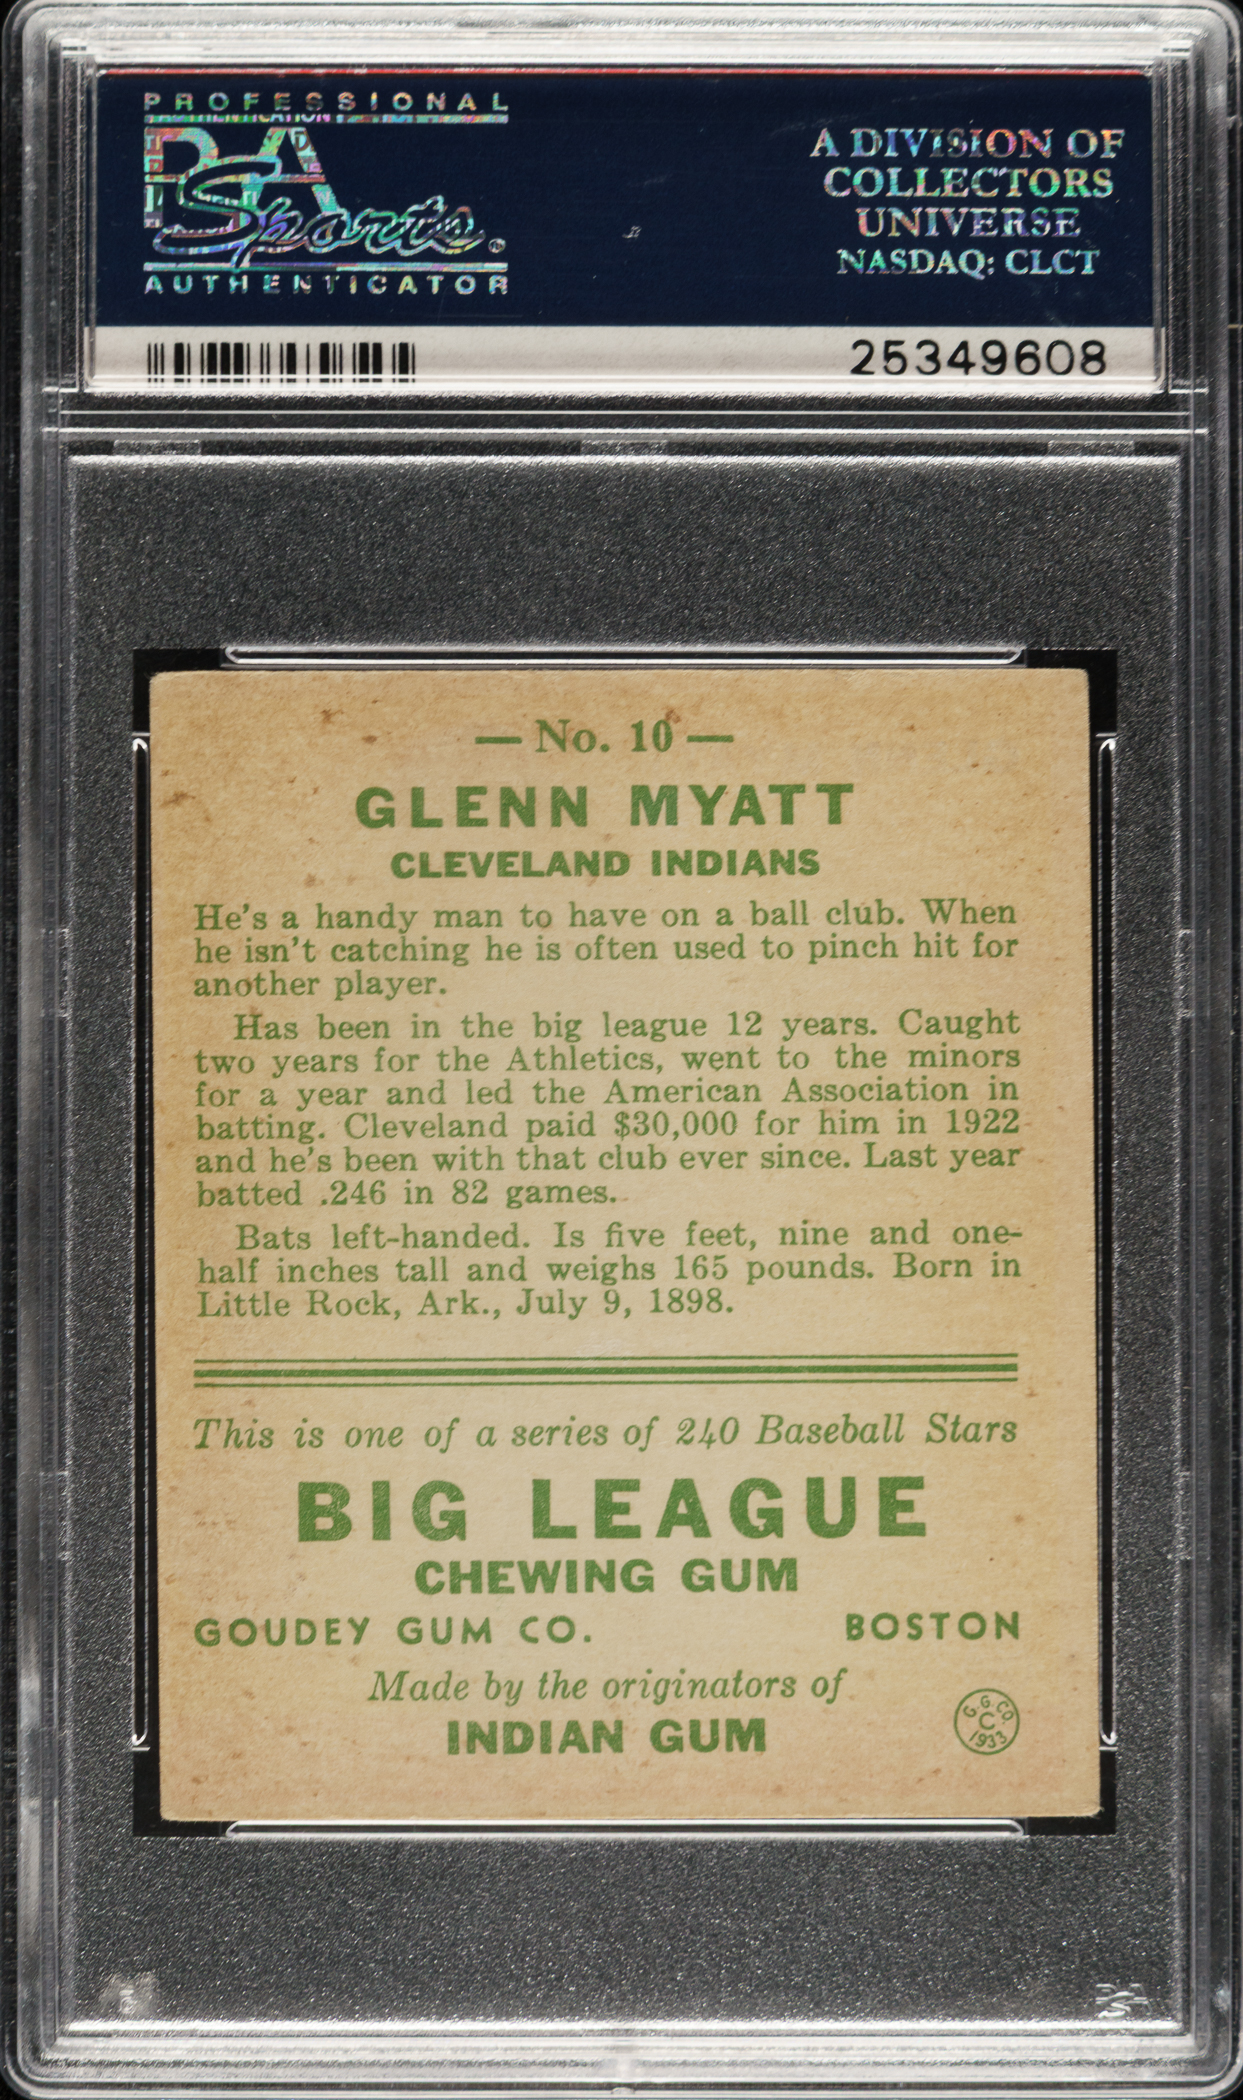 PROFESSIONAL
PSA
Sports
AUTHENTICATOR
A DIVISION OF
COLLECTORS
UNIVERSE
NASDAQ: CLCT
25349608
— No. 10 —
GLENN MYATT
CLEVELAND INDIANS
He's a handy man to have on a ball club. When
he isn't catching he is often used to pinch hit for
another player.
Has been in the big league 12 years. Caught
two years for the Athletics, went to the minors
for a year and led the American Association in
batting. Cleveland paid $30,000 for him in 1922
and he's been with that club ever since. Last year
batted .246 in 82 games.
Bats left-handed. Is five feet, nine and one-
half inches tall and weighs 165 pounds. Born in
Little Rock, Ark., July 9, 1898.
This is one of a series of 240 Baseball Stars
BIG LEAGUE
CHEWING GUM
GOUDEY GUM CO. BOSTON
Made by the originators of
INDIAN GUM
G.G.CO.
C
1933